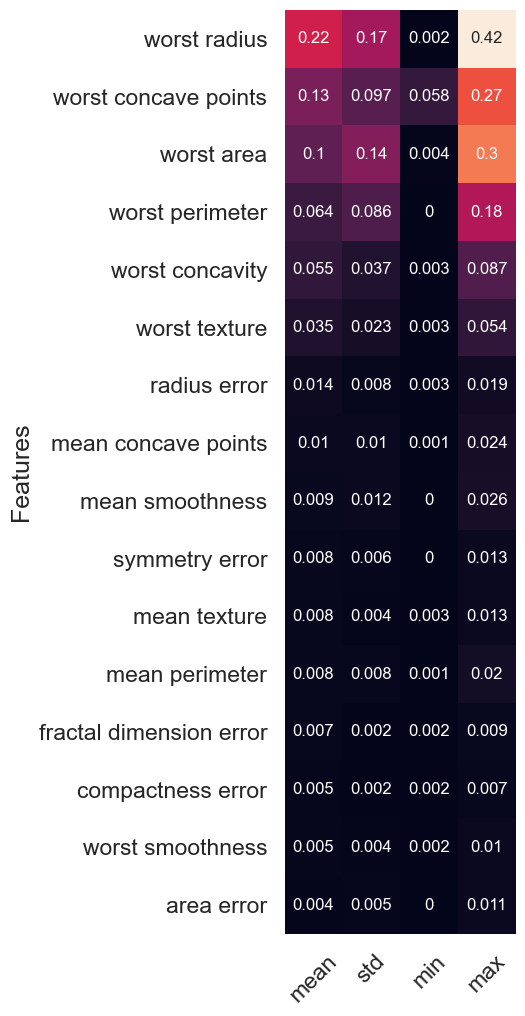 worst radius 0.22 0.17 0.002 0.42
worst concave points 0.13 0.097 0.058 0.27
worst area 0.1 0.14 0.004 0.3
worst perimeter 0.064 0.086 0 0.18
worst concavity 0.055 0.037 0.003 0.087
worst texture 0.035 0.023 0.003 0.054
radius error 0.014 0.008 0.003 0.019
mean concave points 0.01 0.01 0.001 0.024
mean smoothness 0.009 0.012 0 0.026
symmetry error 0.008 0.006 0 0.013
mean texture 0.008 0.004 0.003 0.013
mean perimeter 0.008 0.008 0.001 0.02
fractal dimension error 0.007 0.002 0.002 0.009
compactness error 0.005 0.002 0.002 0.007
worst smoothness 0.005 0.004 0.002 0.01
area error 0.004 0.005 0 0.011
mean std min max
Features